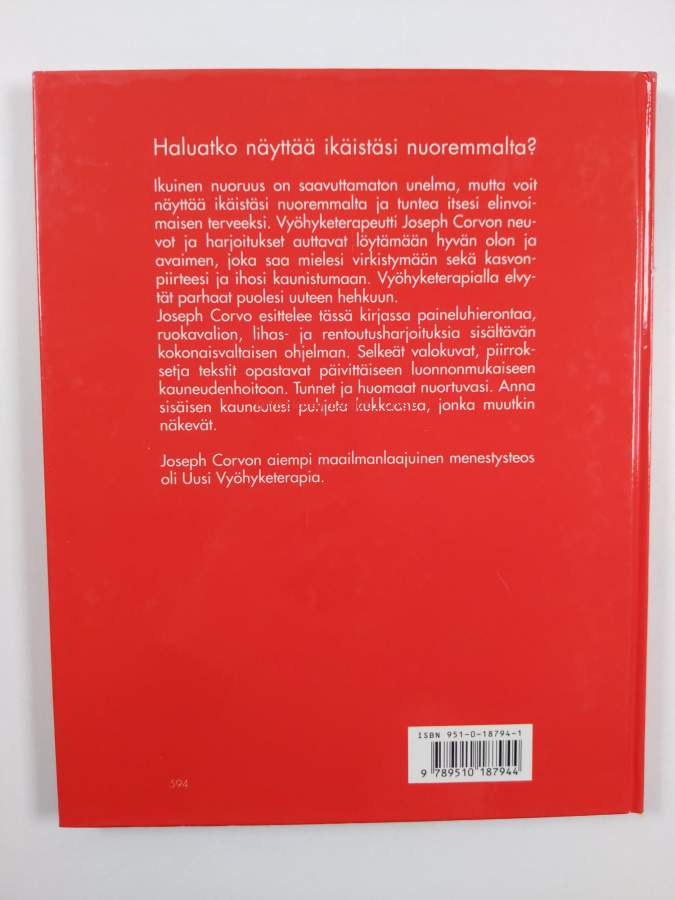 Haluatko näyttää ikäistäsi nuoremmalta?
Ikuinen nuoruus on saavuttamaton unelma, mutta voit
näyttää ikäistäsi nuoremmalta ja tuntea itsesi elinvoi-
maisen terveeksi. Vyöhyketerapeutti Joseph Corvon neu-
vot ja harjoitukset auttavat löytämään hyvän olon ja
avaimen, joka saa mielesi virkistymään sekä kasvon-
piirteesi ja ihosi kaunistumaan. Vyöhyketerapialla elvy-
tät parhaat puolesi uuteen hehkuun.
Joseph Corvo esittelee tässä kirjassa paineluhierontaa,
ruokavalion, lihas- ja rentoutusharjoituksia sisältävän
kokonaisvaltaisen ohjelman. Selkeät valokuvat, piirrok-
setja tekstit opastavat päivittäiseen luonnonmukaiseen
kauneudenhoitoon. Tunnet ja huomaat nuortuvasi. Anna
sisäisen kauneutesi puhjeta kukkaansa, jonka muutkin
näkevät.
Joseph Corvon aiempi maailmanlaajuinen menestysteos
oli Uusi Vyöhyketerapia.
ISBN 951-0-18794-1
9 789510 187944
594